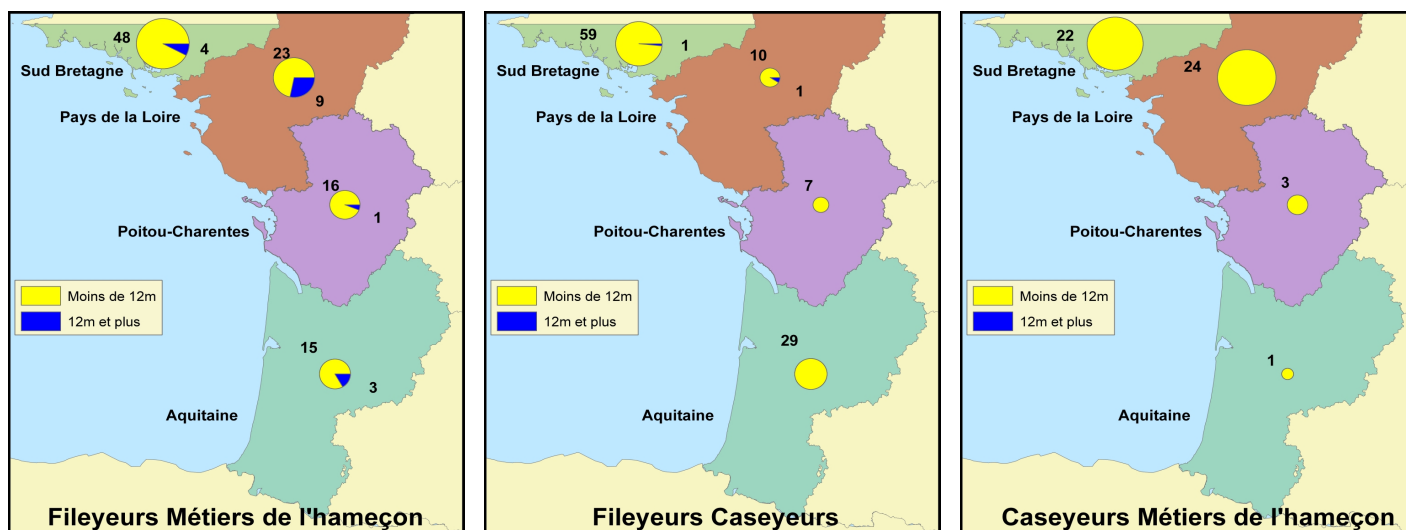 48
4
Sud Bretagne
23
9
Pays de la Loire
16
1
Poitou-Charentes
Moins de 12m
12m et plus
15
3
Aquitaine
Fileyeurs Métiers de l'hameçon
59
1
Sud Bretagne
10
1
Pays de la Loire
7
Poitou-Charentes
Moins de 12m
12m et plus
29
Aquitaine
Fileyeurs Caseyeurs
22
Sud Bretagne
24
Pays de la Loire
3
Poitou-Charentes
Moins de 12m
12m et plus
1
Aquitaine
Caseyeurs Métiers de l'hameçon